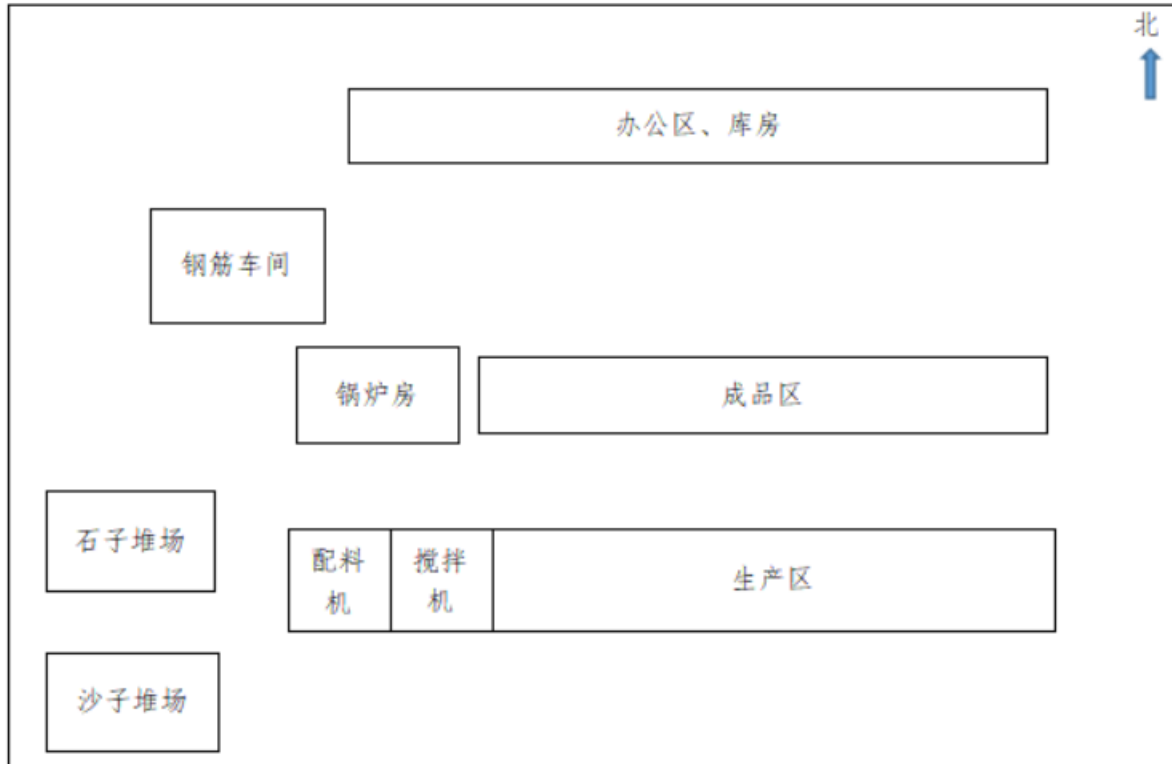 北
办公区、库房
钢筋车间
锅炉房
成品区
石子堆场
配料
机
搅拌
机
生产区
沙子堆场